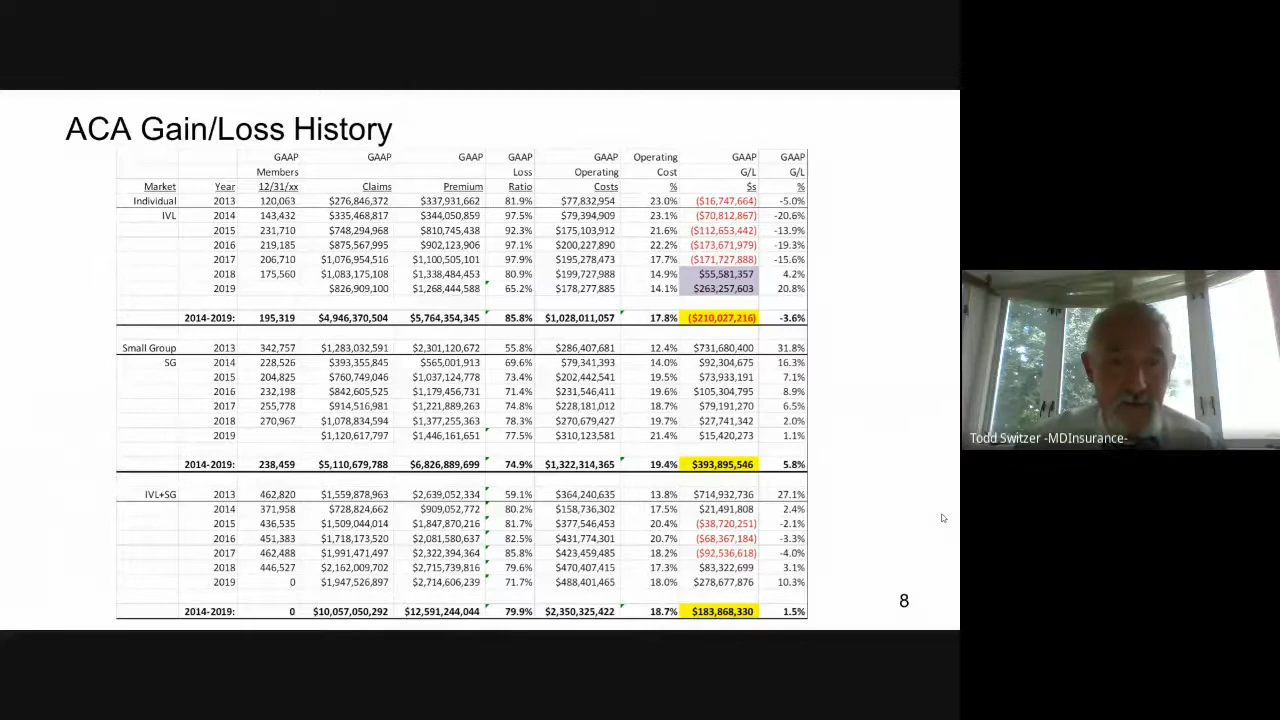 ACA Gain/Loss History
GAAP GAAP GAAP GAAP GAAP Operating GAAP GAAP
Members Loss Operating Cost G/L G/L
Market Year 12/31/xx Claims Premium Ratio Costs % $s %
Individual 2013 120,063 $276,846,372 $337,931,662 81.9% $77,832,954 23.0% ($16,747,664) -5.0%
IVL 2014 143,432 $335,468,817 $344,050,859 97.5% $79,394,909 23.1% ($70,812,867) -20.6%
2015 231,710 $748,294,968 $810,745,438 92.3% $175,103,912 21.6% ($112,653,442) -13.9%
2016 219,185 $875,567,995 $902,123,906 97.1% $200,227,890 22.2% ($173,671,979) -19.3%
2017 206,710 $1,076,954,516 $1,100,505,101 97.9% $195,278,473 17.7% ($171,727,888) -15.6%
2018 175,560 $1,083,175,108 $1,338,484,453 80.9% $199,727,988 14.9% $55,581,357 4.2%
2019 $826,909,100 $1,268,444,588 65.2% $178,277,885 14.1% $263,257,603 20.8%
2014-2019: 195,319 $4,946,370,504 $5,764,354,345 85.8% $1,028,011,057 17.8% ($210,027,216) -3.6%
Small Group 2013 342,757 $1,283,032,591 $2,301,120,672 55.8% $286,407,681 12.4% $731,680,400 31.8%
SG 2014 228,526 $393,355,845 $565,001,913 69.6% $79,341,393 14.0% $92,304,675 16.3%
2015 204,825 $760,749,046 $1,037,124,778 73.4% $202,442,541 19.5% $73,933,191 7.1%
2016 232,198 $842,605,525 $1,179,456,731 71.4% $231,546,411 19.6% $105,304,795 8.9%
2017 255,778 $914,516,981 $1,221,889,263 74.8% $228,181,012 18.7% $79,191,270 6.5%
2018 270,967 $1,078,834,594 $1,377,255,363 78.3% $270,679,427 19.7% $27,741,342 2.0%
2019 $1,120,617,797 $1,446,161,651 77.5% $310,123,581 21.4% $15,420,273 1.1%
2014-2019: 238,459 $5,110,679,788 $6,826,889,699 74.9% $1,322,314,365 19.4% $393,895,546 5.8%
IVL+SG 2013 462,820 $1,559,878,963 $2,639,052,334 59.1% $364,240,635 13.8% $714,932,736 27.1%
2014 371,958 $728,824,662 $909,052,772 80.2% $158,736,302 17.5% $21,491,808 2.4%
2015 436,535 $1,509,044,014 $1,847,870,216 81.7% $377,546,453 20.4% ($38,720,251) -2.1%
2016 451,383 $1,718,173,520 $2,081,580,637 82.5% $431,774,301 20.7% ($68,367,184) -3.3%
2017 462,488 $1,991,471,497 $2,322,394,364 85.8% $423,459,485 18.2% ($92,536,618) -4.0%
2018 446,527 $2,162,009,702 $2,715,739,816 79.6% $470,407,415 17.3% $83,322,699 3.1%
2019 0 $1,947,526,897 $2,714,606,239 71.7% $488,401,465 18.0% $278,677,876 10.3%
2014-2019: 0 $10,057,050,292 $12,591,244,044 79.9% $2,350,325,422 18.7% $183,868,330 1.5%
8
Todd Switzer -MDInsurance-